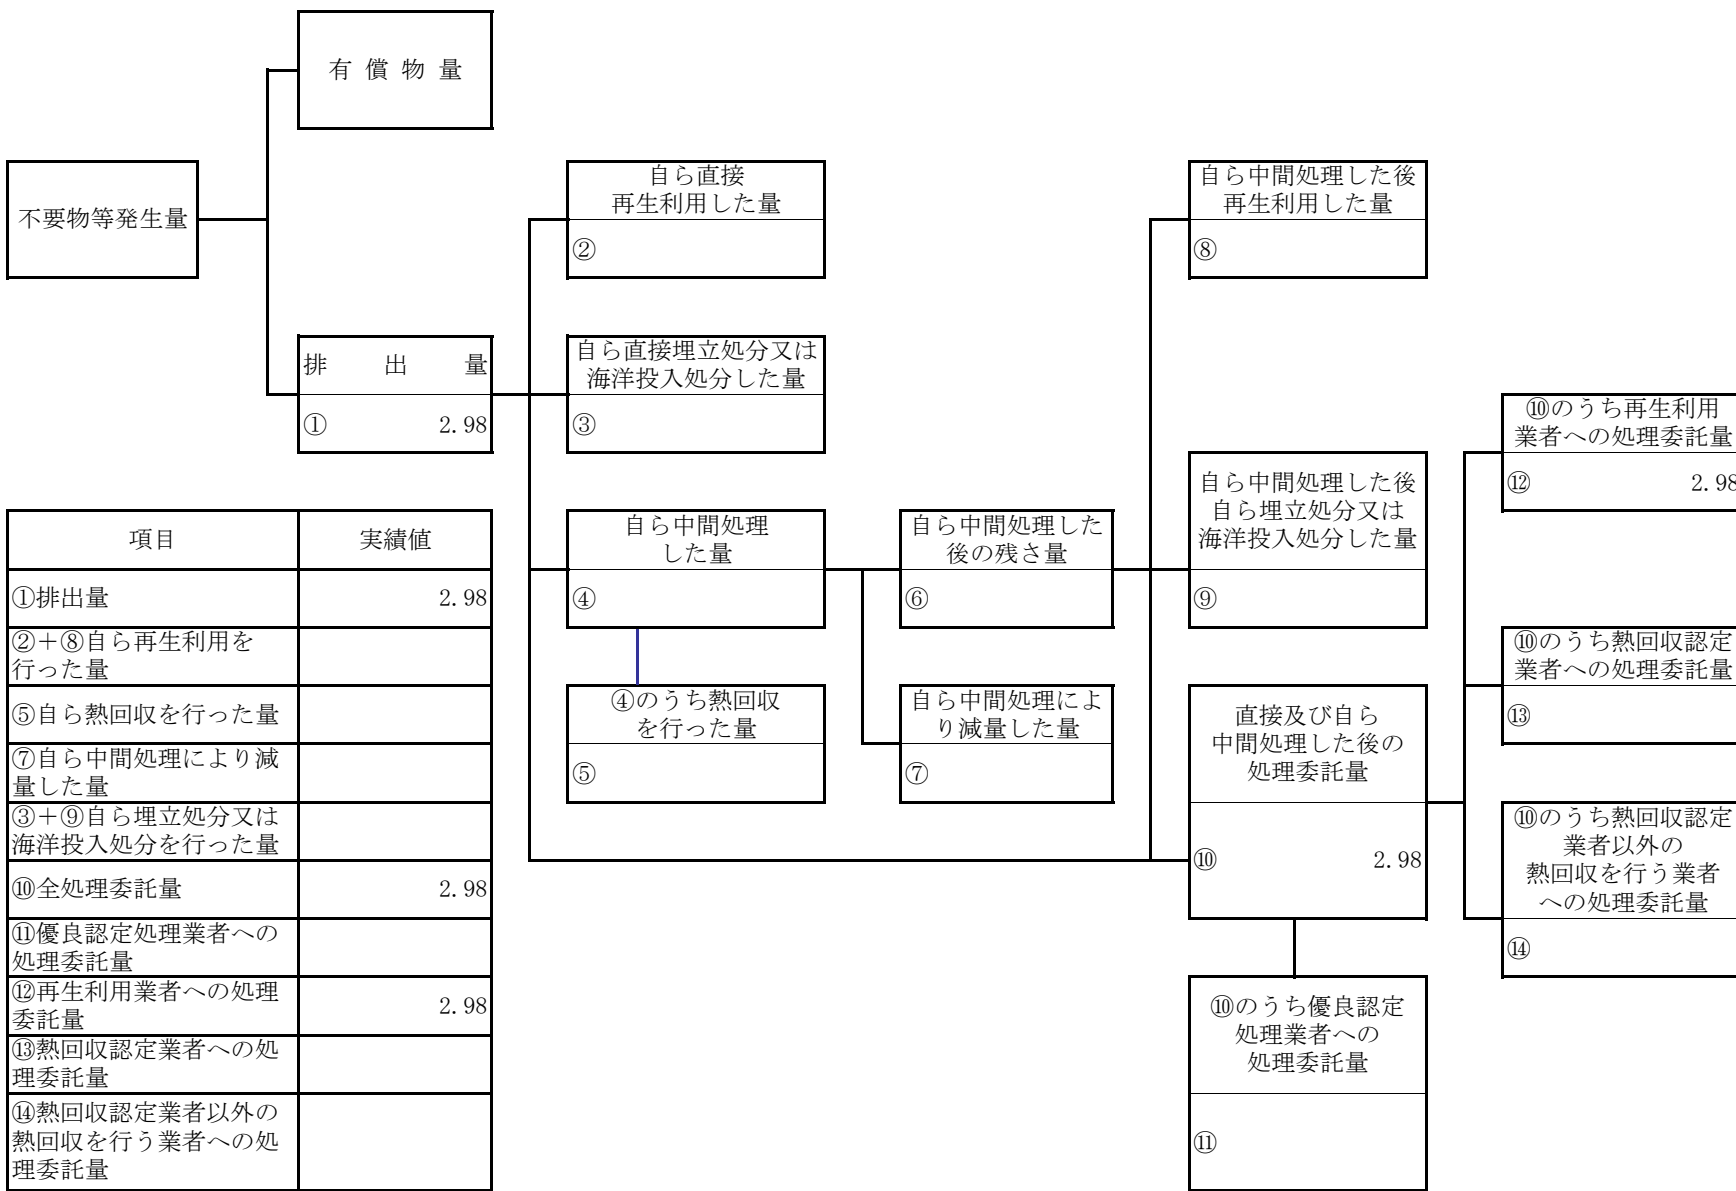 有 償 物 量
不要物等発生量
自ら直接
再生利用した量
②
自ら中間処理した後
再生利用した量
⑧
排 出 量
① 2.98
自ら直接埋立処分又は
海洋投入処分した量
③
⑩のうち再生利用
業者への処理委託量
⑫ 2.98
自ら中間処理した後
自ら埋立処分又は
海洋投入処分した量
⑨
自ら中間処理
した量
④
自ら中間処理した
後の残さ量
⑥
⑩のうち熱回収認定
業者への処理委託量
⑬
④のうち熱回収
を行った量
⑤
自ら中間処理によ
り減量した量
⑦
直接及び自ら
中間処理した後の
処理委託量
⑩ 2.98
⑩のうち熱回収認定
業者以外の
熱回収を行う業者
への処理委託量
⑭
⑩のうち優良認定
処理業者への
処理委託量
⑪
項目 実績値
①排出量 2.98
②+⑧自ら再生利用を
行った量
⑤自ら熱回収を行った量
⑦自ら中間処理により減
量した量
③+⑨自ら埋立処分又は
海洋投入処分を行った量
⑩全処理委託量 2.98
⑪優良認定処理業者への
処理委託量
⑫再生利用業者への処理
委託量 2.98
⑬熱回収認定業者への処
理委託量
⑭熱回収認定業者以外の
熱回収を行う業者への処
理委託量